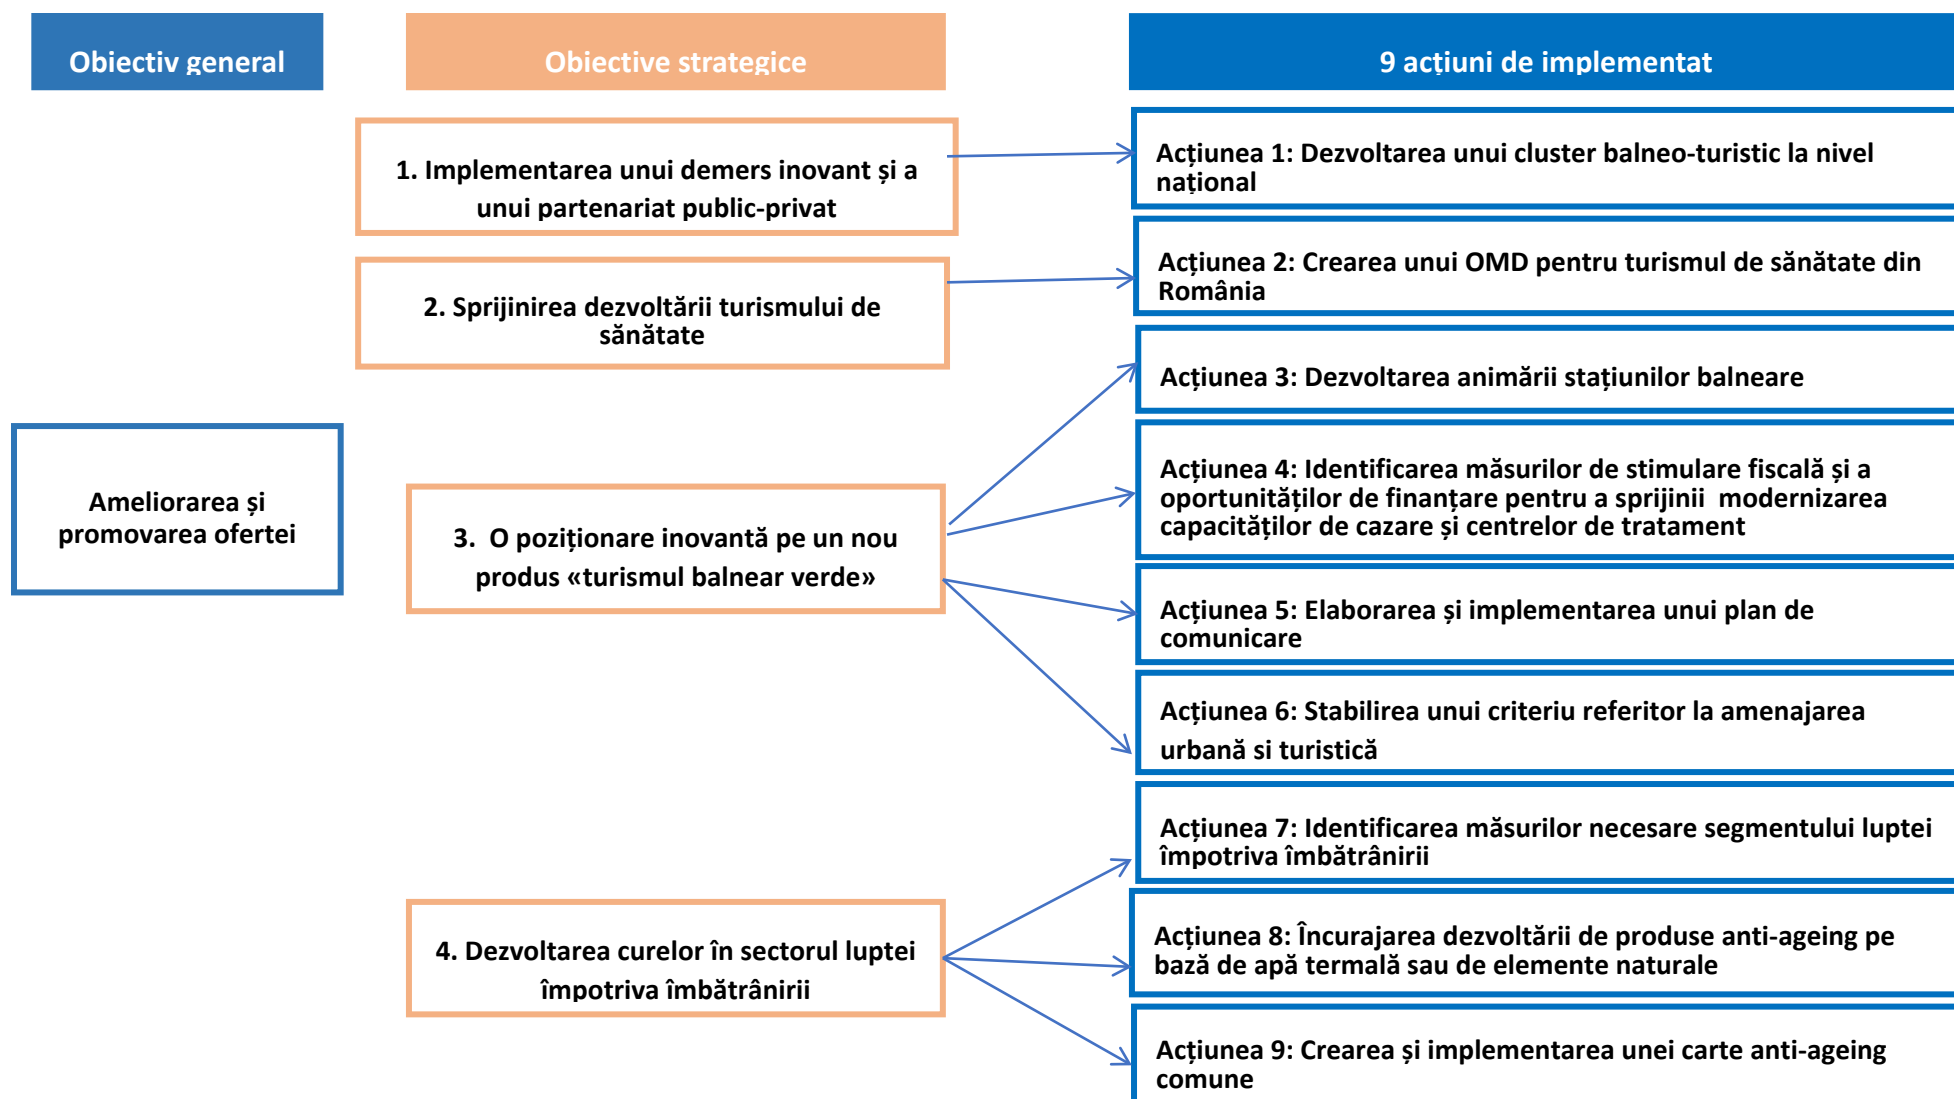 Obiectiv general
Obiective strategice
9 acțiuni de implementat
1. Implementarea unui demers inovant și a
unui partenariat public-privat
Acțiunea 1: Dezvoltarea unui cluster balneo-turistic la nivel
național
2. Sprijinirea dezvoltării turismului de
sănătate
Acțiunea 2: Crearea unui OMD pentru turismul de sănătate din
România
Ameliorarea și
promovarea ofertei
3. O poziționare inovantă pe un nou
produs «turismul balnear verde»
Acțiunea 3: Dezvoltarea animării stațiunilor balneare
Acțiunea 4: Identificarea măsurilor de stimulare fiscală și a
oportunităților de finanțare pentru a sprijinii modernizarea
capacităților de cazare și centrelor de tratament
Acțiunea 5: Elaborarea și implementarea unui plan de
comunicare
Acțiunea 6: Stabilirea unui criteriu referitor la amenajarea
urbană si turistică
4. Dezvoltarea curelor în sectorul luptei
împotriva îmbătrânirii
Acțiunea 7: Identificarea măsurilor necesare segmentului luptei
împotriva îmbătrânirii
Acțiunea 8: Încurajarea dezvoltării de produse anti-ageing pe
bază de apă termală sau de elemente naturale
Acțiunea 9: Crearea și implementarea unei carte anti-ageing
comune